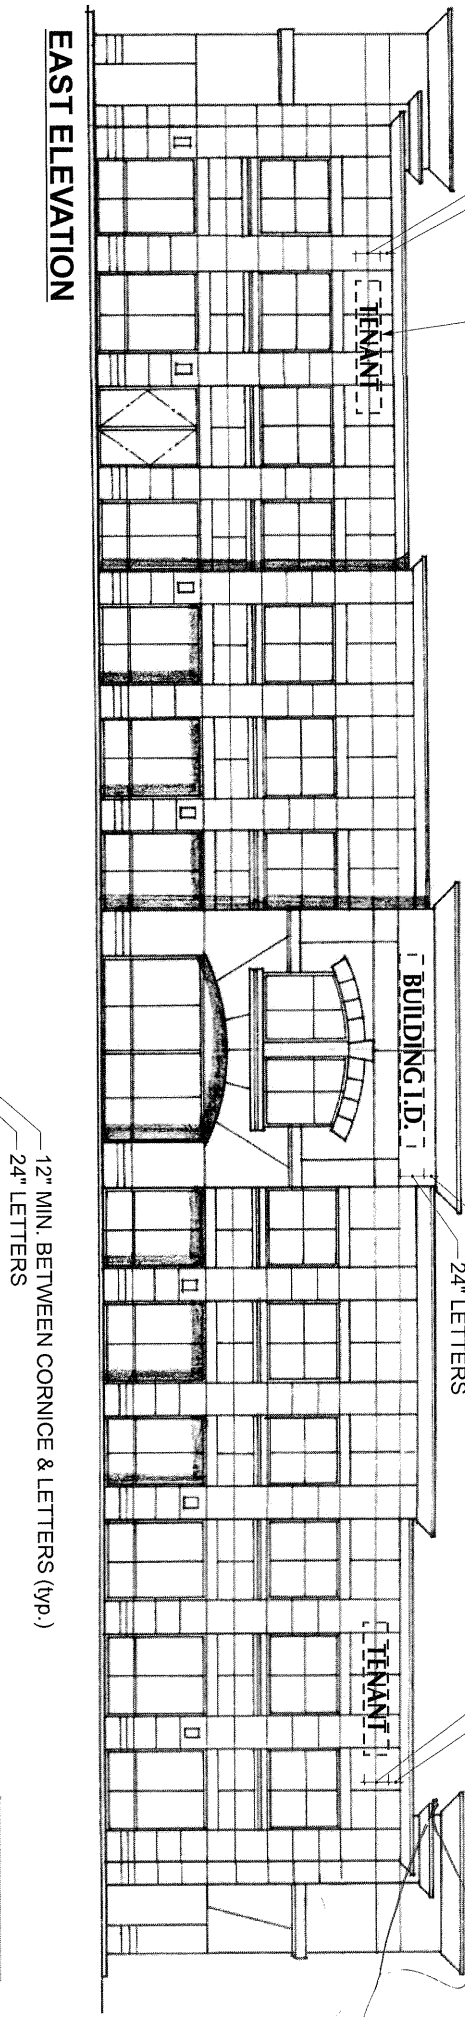 EAST ELEVATION
TENANT
BUILDING I.D.
24" LETTERS
TENANT
12" MIN. BETWEEN CORNICE & LETTERS (typ.)
24" LETTERS